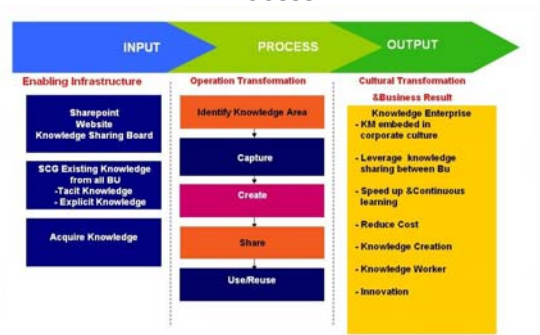 INPUT
PROCESS
OUTPUT
Enabling Infrastructure
Sharepoint
Website
Knowledge Sharing Board
SCG Existing Knowledge
from all BU
-Tacit Knowledge
- Explicit Knowledge
Acquire Knowledge
Operation Transformation
Identify Knowledge Area
Capture
Create
Share
Use/Reuse
Cultural Transformation
&Business Result
Knowledge Enterprise
- KM embeded in
corporate culture
- Leverage knowledge
sharing between Bu
- Speed up &Continuous
learning
- Reduce Cost
- Knowledge Creation
- Knowledge Worker
- Innovation